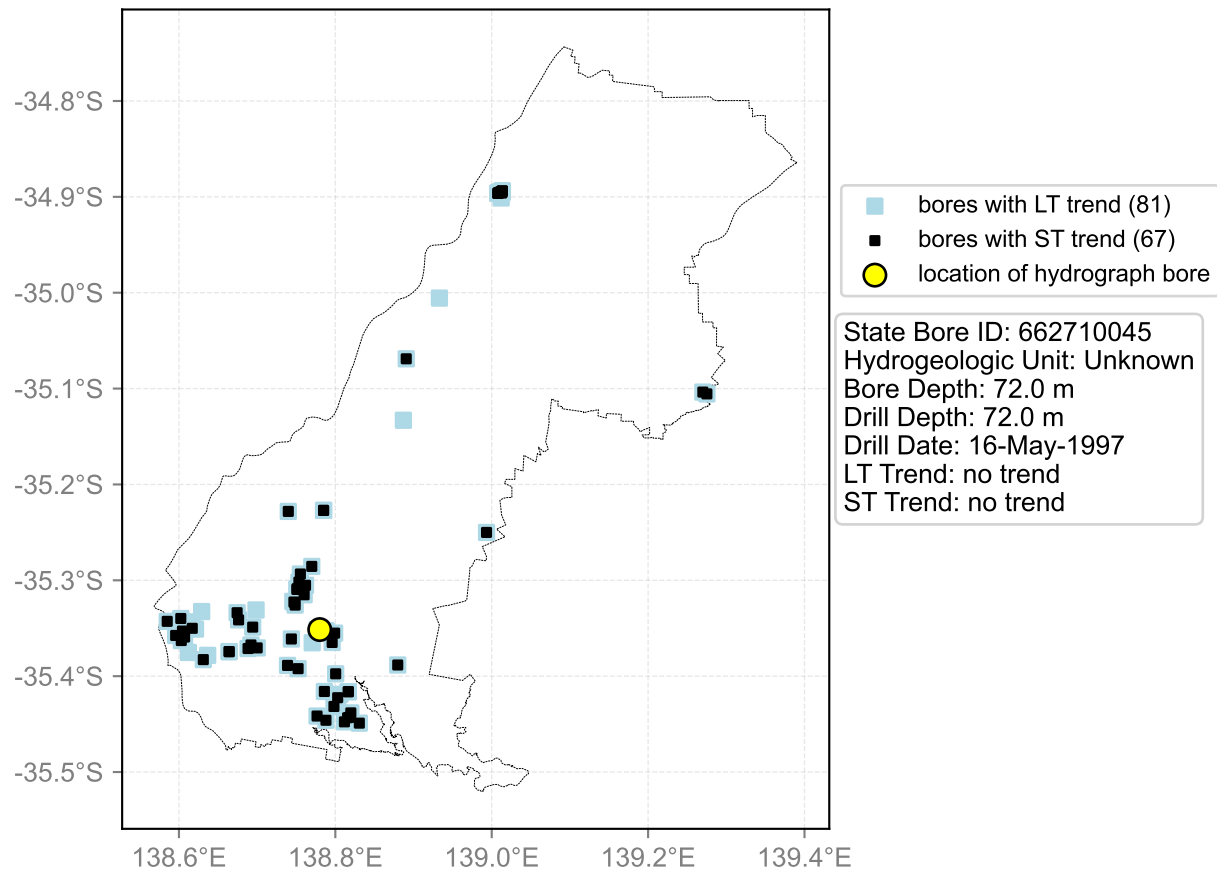 -34.8°S
-34.9°S
-35.0°S
-35.1°S
-35.2°S
-35.3°S
-35.4°S
-35.5°S
138.6°E 138.8°E 139.0°E 139.2°E 139.4°E
bores with LT trend (81)
bores with ST trend (67)
location of hydrograph bore
State Bore ID: 662710045
Hydrogeologic Unit: Unknown
Bore Depth: 72.0 m
Drill Depth: 72.0 m
Drill Date: 16-May-1997
LT Trend: no trend
ST Trend: no trend